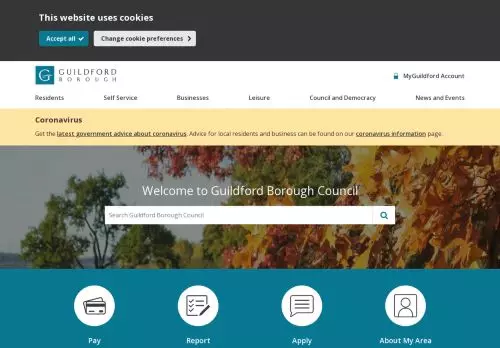 This website uses cookies
Accept all
Change cookie preferences
G GUILDFORD
BOROUGH
MyGuildford Account
Residents
Self Service
Businesses
Leisure
Council and Democracy
News and Events
Coronavirus
Get the latest government advice about coronavirus. Advice for local residents and business can be found on our coronavirus information page.
Welcome to Guildford Borough Council
Search Guildford Borough Council
Pay
Report
Apply
About My Area